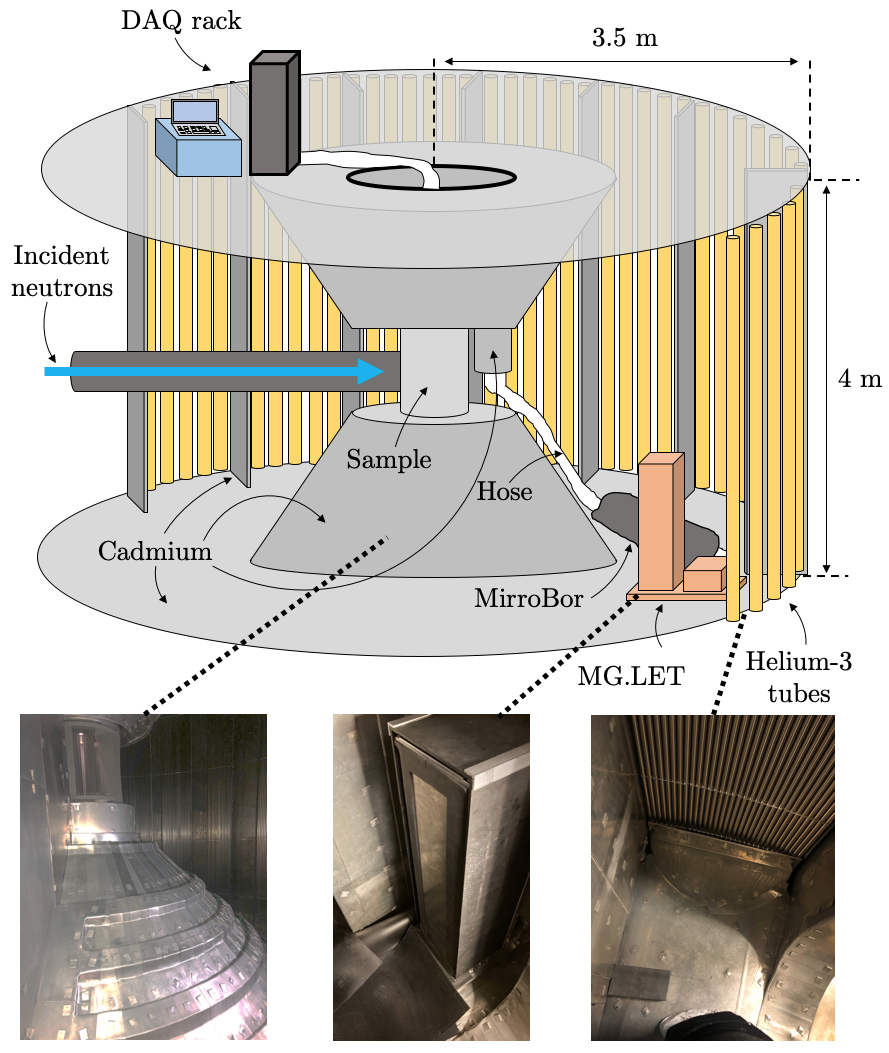 DAQ rack
3.5 m
Incident
neutrons
4 m
Sample
Hose
Cadmium
MirroBor
MG.LET
Helium-3
tubes